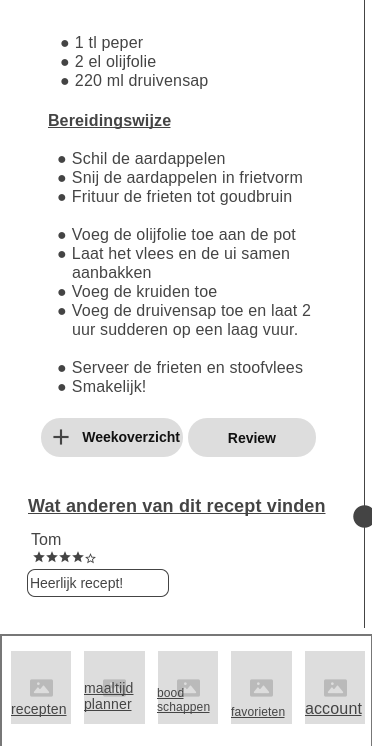 ● 1 tl peper
● 2 el olijfolie
● 220 ml druivensap
Bereidingswijze
● Schil de aardappelen
● Snij de aardappelen in frietvorm
● Frituur de frieten tot goudbruin
● Voeg de olijfolie toe aan de pot
● Laat het vlees en de ui samen
aanbakken
● Voeg de kruiden toe
● Voeg de druivensap toe en laat 2
uur sudderen op een laag vuur.
● Serveer de frieten en stoofvlees
● Smakelijk!
Weekoverzicht
Review
Wat anderen van dit recept vinden
Tom
★★★★☆
Heerlijk recept!
recepten
maaltijd
planner
bood
schappen
favorieten
account